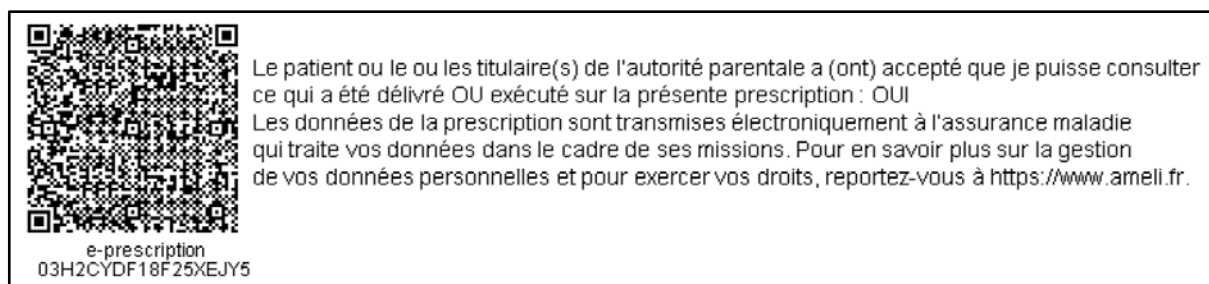 Le patient ou le ou les titulaire(s) de l'autorité parentale a (ont) accepté que je puisse consulter
ce qui a été délivré OU exécuté sur la présente prescription : OUI
Les données de la prescription sont transmises électroniquement à l'assurance maladie
qui traite vos données dans le cadre de ses missions. Pour en savoir plus sur la gestion
de vos données personnelles et pour exercer vos droits, reportez-vous à https://www.ameli.fr.
e-prescription
03H2CYDF18F25XEJY5